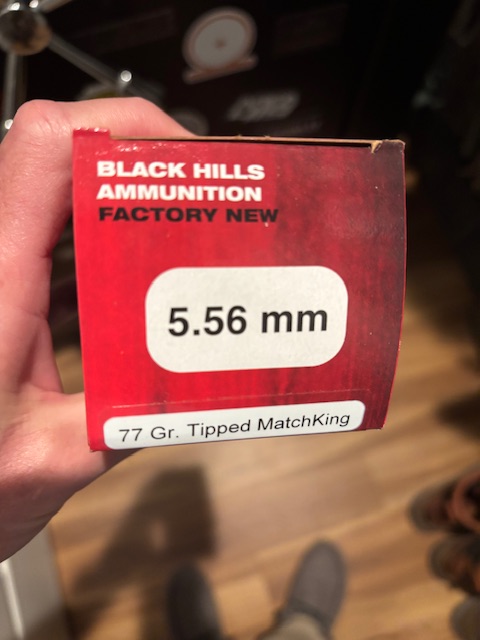 BLACK HILLS
AMMUNITION
FACTORY NEW
5.56 mm
77 Gr. Tipped MatchKing